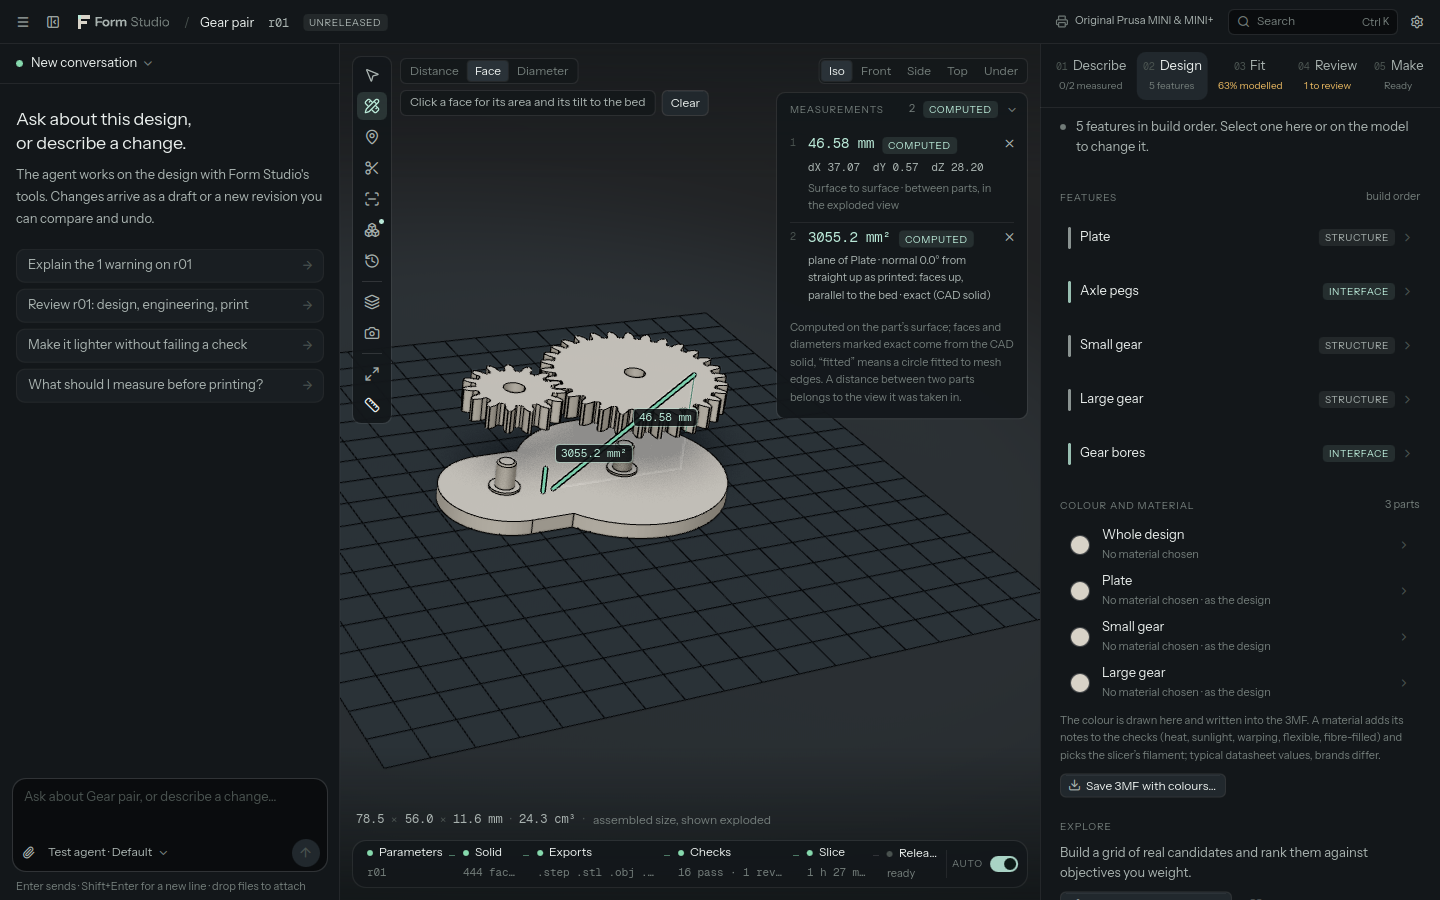 Form Studio / Gear pair r01 UNRELEASED
Original Prusa MINI & MINI+
Search Ctrl K
New conversation
Ask about this design,
or describe a change.
The agent works on the design with Form Studio's
tools. Changes arrive as a draft or a new revision you
can compare and undo.
Explain the 1 warning on r01
Review r01: design, engineering, print
Make it lighter without failing a check
What should I measure before printing?
Ask about Gear pair, or describe a change...
Test agent · Default
Enter sends · Shift+Enter for a new line · drop files to attach
Distance Face Diameter
Click a face for its area and its tilt to the bed Clear
Iso Front Side Top Under
MEASUREMENTS 2 COMPUTED
1 46.58 mm COMPUTED
dX 37.07 dY 0.57 dZ 28.20
Surface to surface · between parts, in
the exploded view
2 3055.2 mm² COMPUTED
plane of Plate · normal 0.0° from
straight up as printed: faces up,
parallel to the bed · exact (CAD solid)
Computed on the part's surface; faces and
diameters marked exact come from the CAD
solid, “fitted” means a circle fitted to mesh
edges. A distance between two parts
belongs to the view it was taken in.
46.58 mm
3055.2 mm²
78.5 × 56.0 × 11.6 mm · 24.3 cm³ · assembled size, shown exploded
Parameters Solid Exports Checks Slice Relea…
r01 444 fac… .step .stl .obj .… 16 pass · 1 rev… 1 h 27 m… ready
AUTO
01 Describe 02 Design 03 Fit 04 Review 05 Make
0/2 measured 5 features 63% modelled 1 to review Ready
5 features in build order. Select one here or on the model
to change it.
FEATURES build order
Plate STRUCTURE
Axle pegs INTERFACE
Small gear STRUCTURE
Large gear STRUCTURE
Gear bores INTERFACE
COLOUR AND MATERIAL 3 parts
Whole design
No material chosen
Plate
No material chosen · as the design
Small gear
No material chosen · as the design
Large gear
No material chosen · as the design
The colour is drawn here and written into the 3MF. A material adds its
notes to the checks (heat, sunlight, warping, flexible, fibre-filled) and
picks the slicer's filament; typical datasheet values, brands differ.
Save 3MF with colours…
EXPLORE
Build a grid of real candidates and rank them against
objectives you weight.